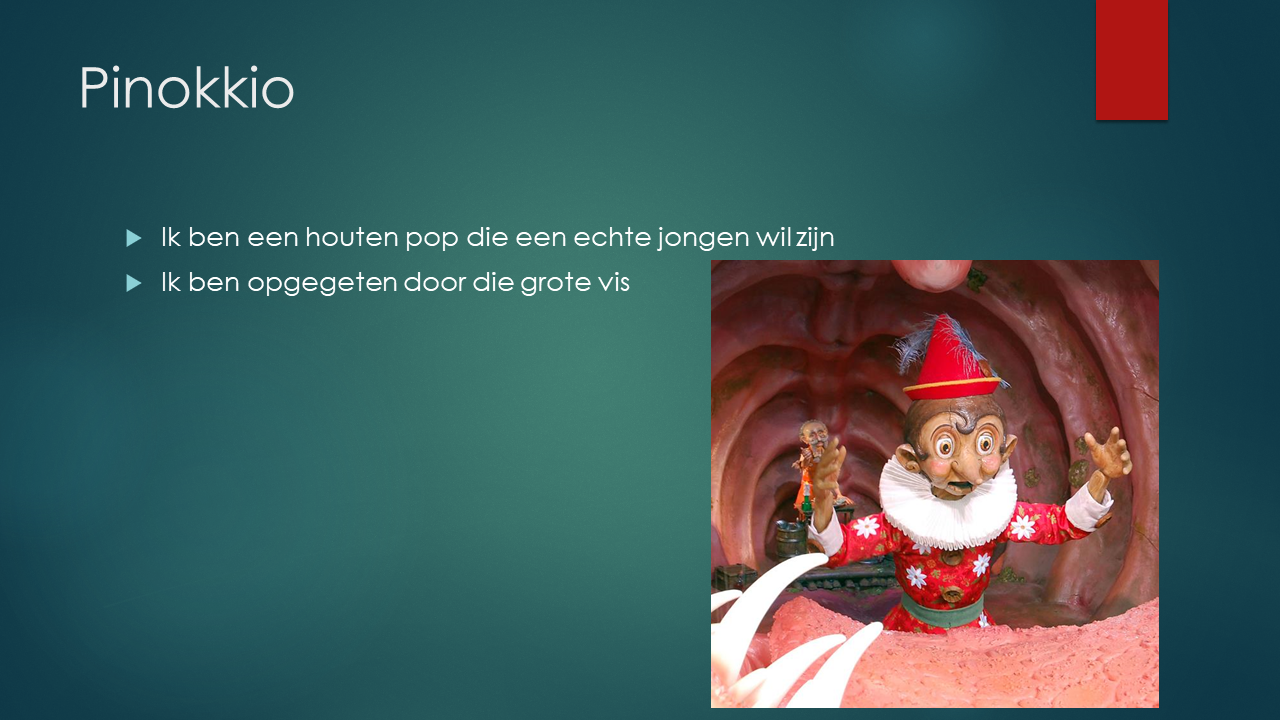 Pinokkio
Ik ben een houten pop die een echte jongen wil zijn
Ik ben opgegeten door die grote vis